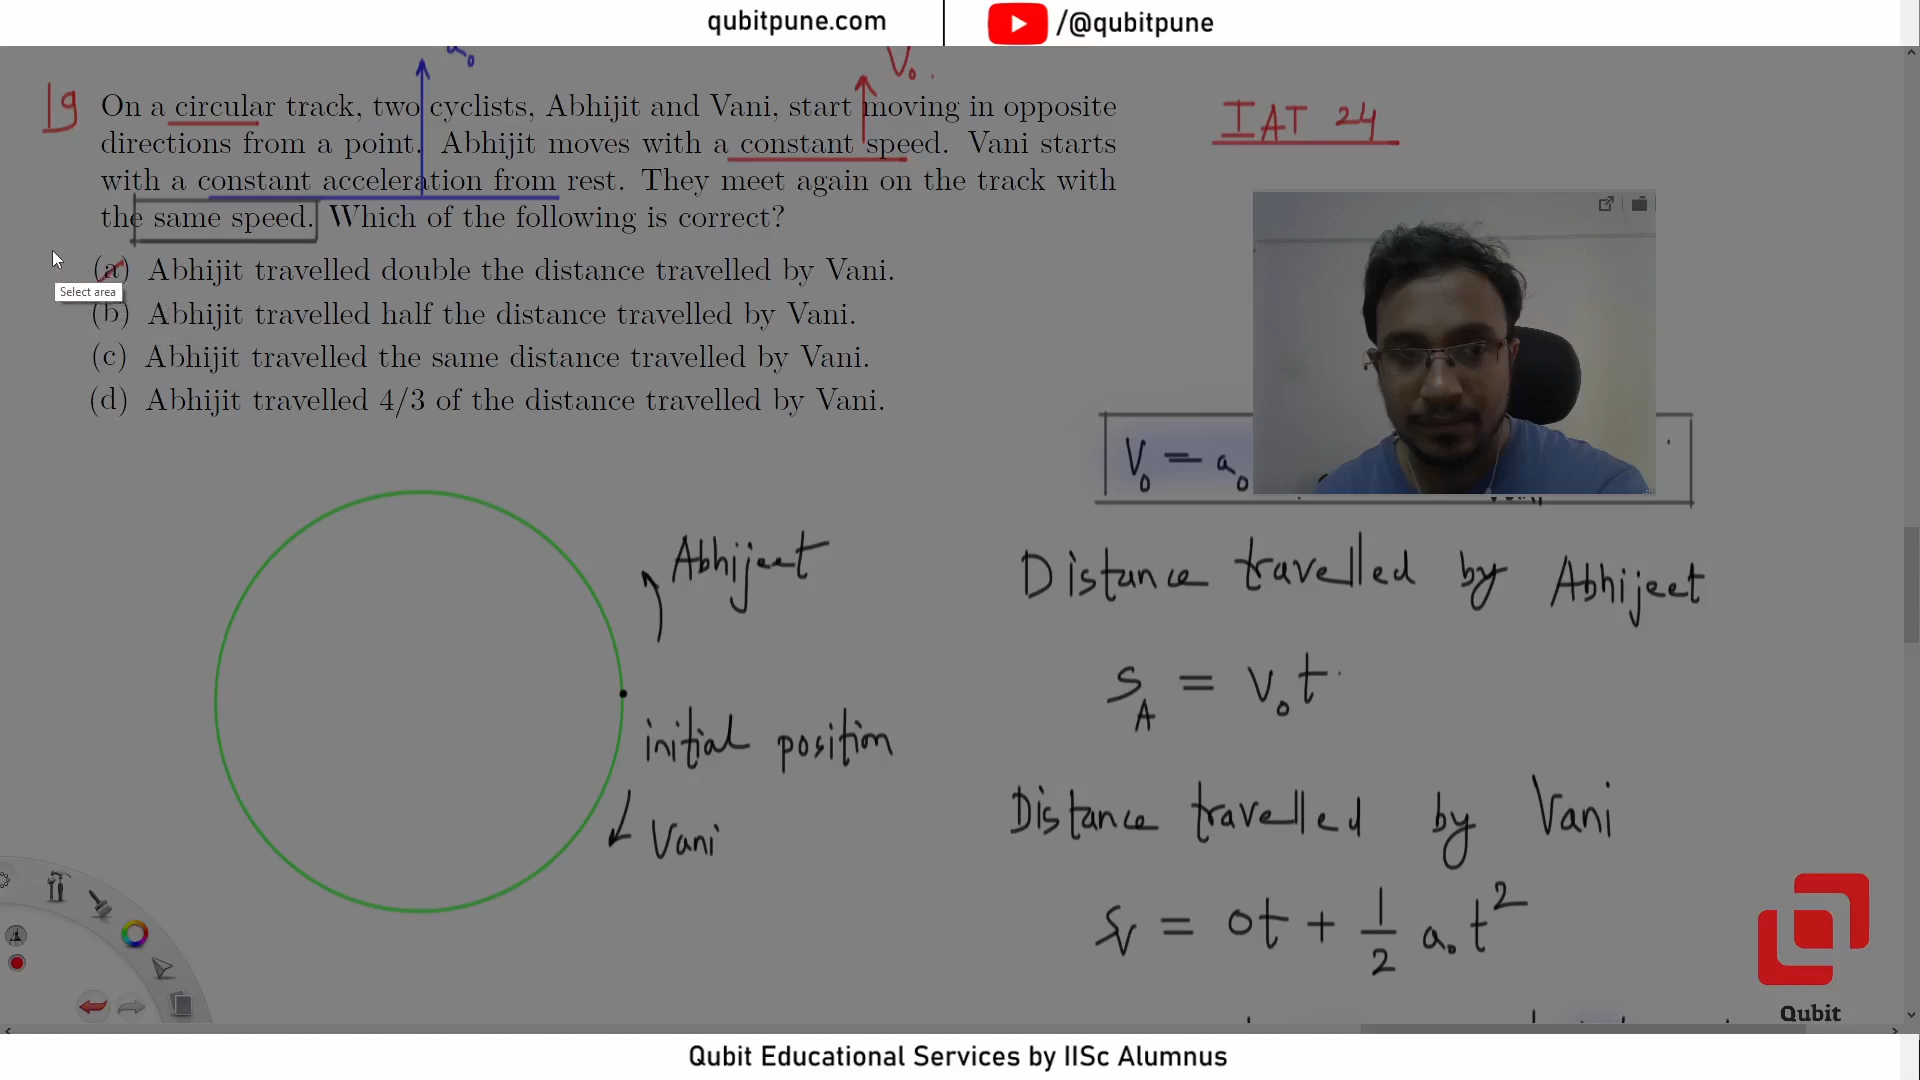 qubitpune.com
/@qubitpune
a₀
V₀.
19
On a circular track, two cyclists, Abhijit and Vani, start moving in opposite
IAT 24
directions from a point. Abhijit moves with a constant speed. Vani starts
with a constant acceleration from rest. They meet again on the track with
the same speed. Which of the following is correct?
(a) Abhijit travelled double the distance travelled by Vani.
Select area
(b) Abhijit travelled half the distance travelled by Vani.
(c) Abhijit travelled the same distance travelled by Vani.
(d) Abhijit travelled 4/3 of the distance travelled by Vani.
V₀ = a₀
Abhijeet
Distance travelled by Abhijeet
S_A = V₀t
initial position
Vani
Distance travelled by Vani
S_V = 0t + 1/2 a₀ t²
Qubit
Qubit Educational Services by IISc Alumnus